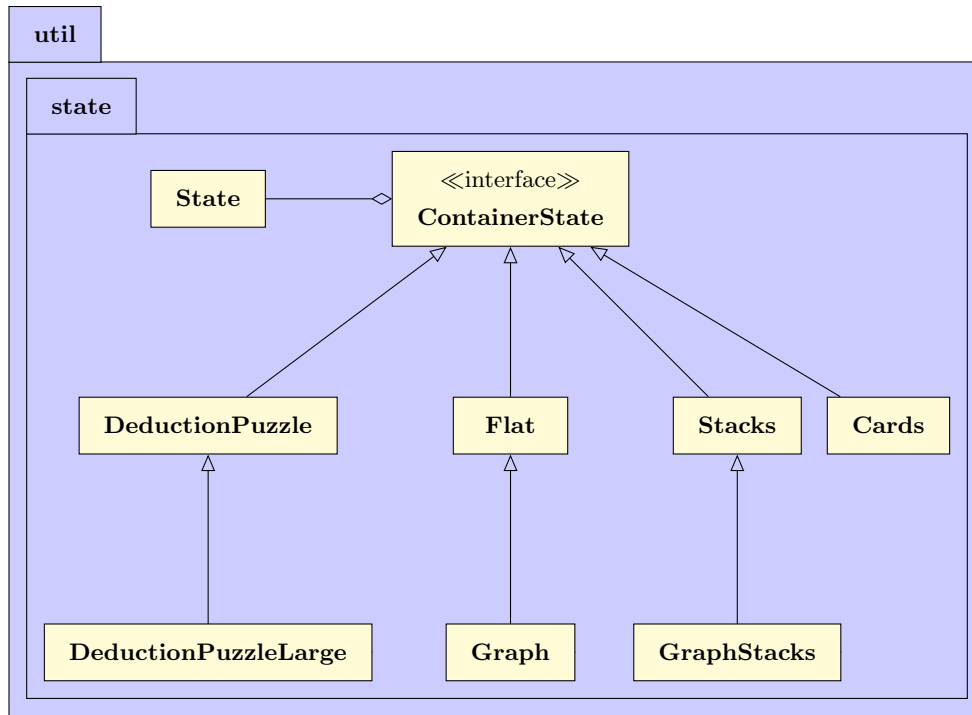 util
state
State
≪interface≫
ContainerState
DeductionPuzzle
Flat
Stacks
Cards
DeductionPuzzleLarge
Graph
GraphStacks